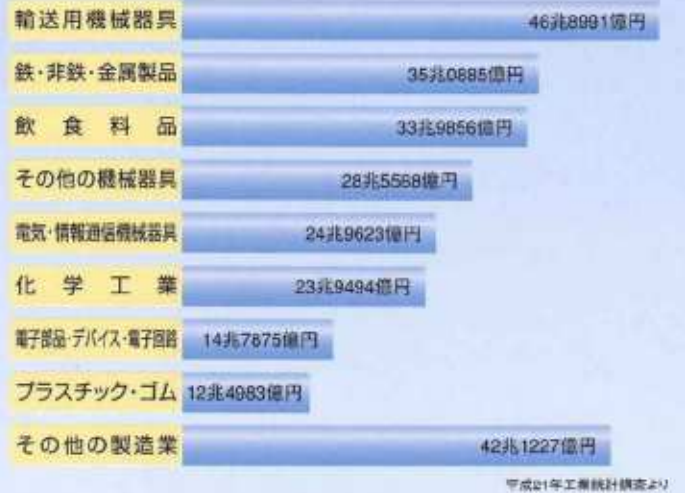 輸送用機械器具 46兆8991億円
鉄・非鉄・金属製品 35兆0885億円
飲食料品 33兆9856億円
その他の機械器具 28兆5568億円
電気・情報通信機械器具 24兆9623億円
化学工業 23兆9494億円
電子部品・デバイス・電子回路 14兆7875億円
プラスチック・ゴム 12兆4983億円
その他の製造業 42兆1227億円
平成21年工業統計調査より